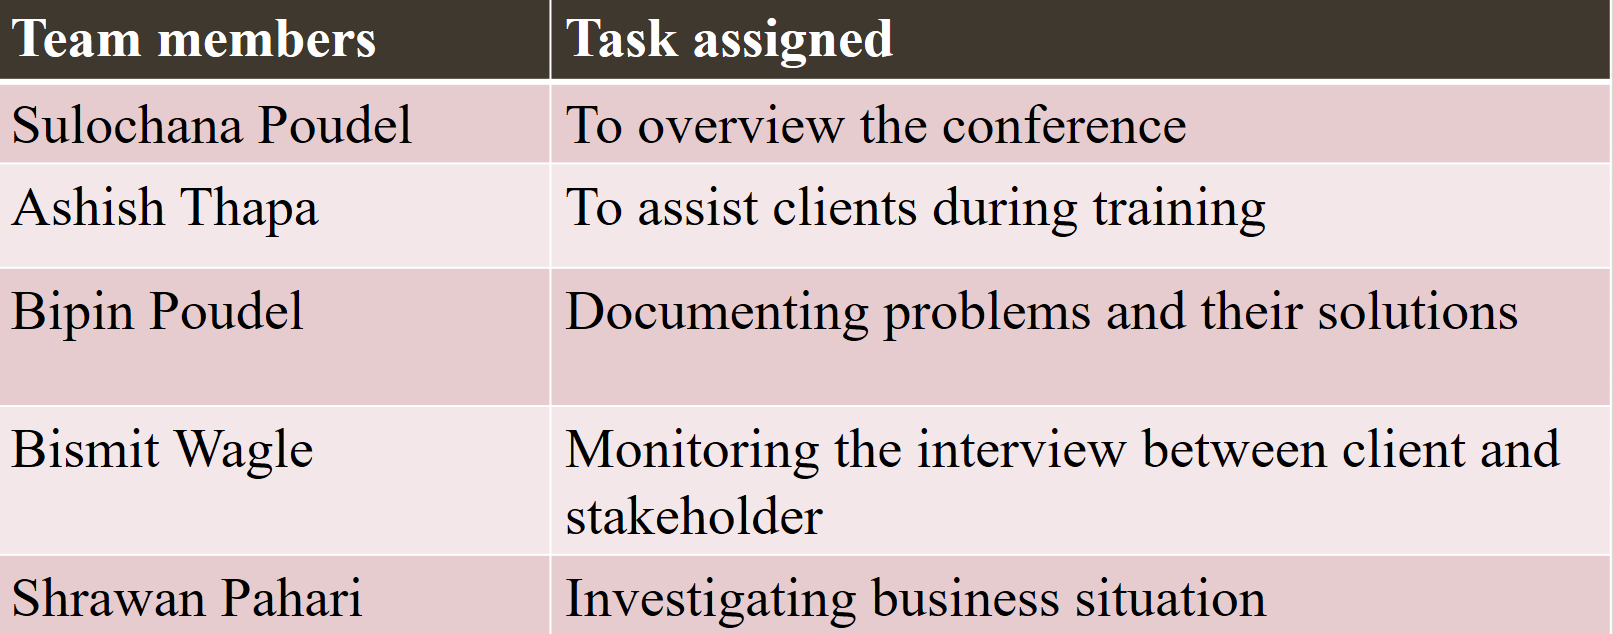 Team members
Task assigned
Sulochana Poudel
To overview the conference
Ashish Thapa
To assist clients during training
Bipin Poudel
Documenting problems and their solutions
Bismit Wagle
Monitoring the interview between client and
stakeholder
Shrawan Pahari
Investigating business situation